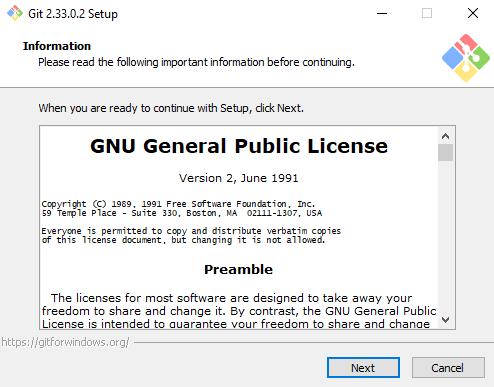 Git 2.33.0.2 Setup
Information
Please read the following important information before continuing.
When you are ready to continue with Setup, click Next.
GNU General Public License
Version 2, June 1991
Copyright (C) 1989, 1991 Free Software Foundation, Inc.
59 Temple Place - Suite 330, Boston, MA  02111-1307, USA
Everyone is permitted to copy and distribute verbatim copies
of this license document, but changing it is not allowed.
Preamble
The licenses for most software are designed to take away your
freedom to share and change it. By contrast, the GNU General Public
License is intended to guarantee your freedom to share and change
https://gitforwindows.org/
Next
Cancel